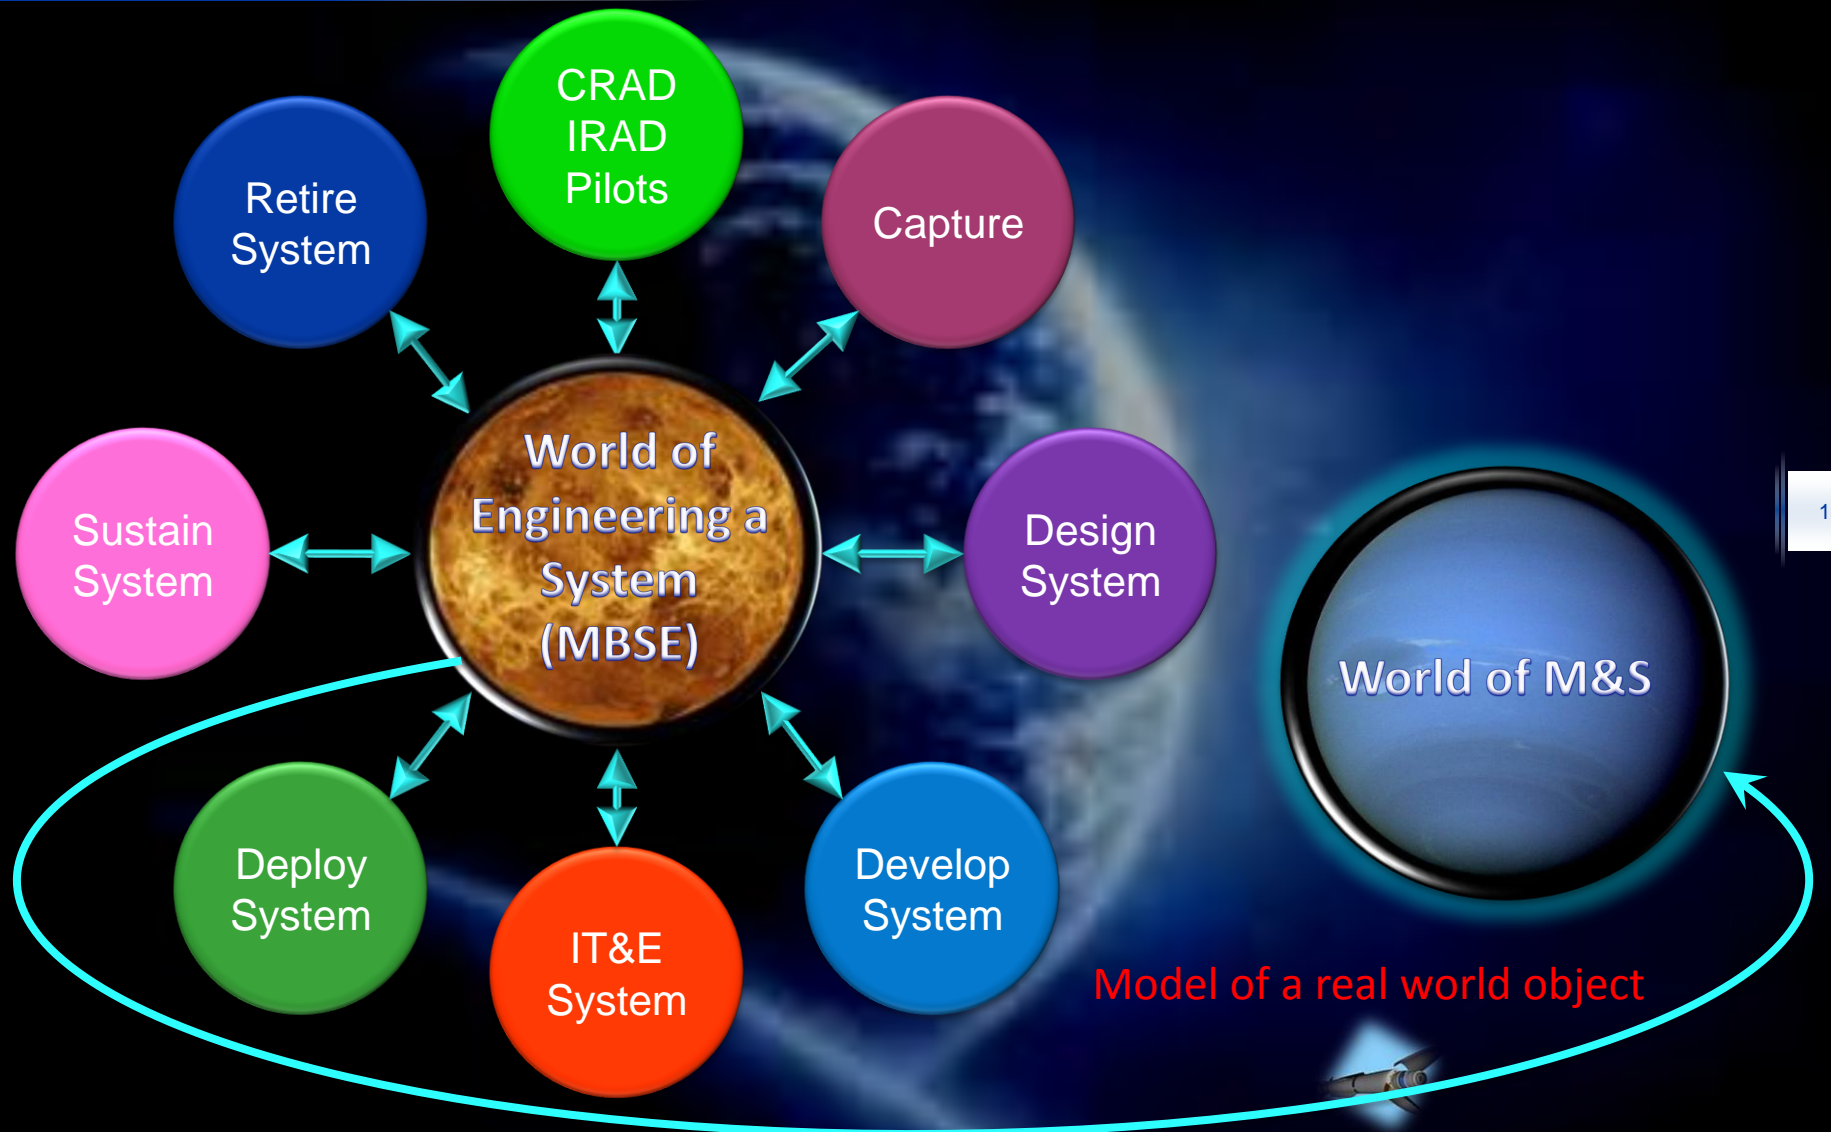 CRAD
IRAD
Pilots
Retire
System
Capture
World of
Engineering a
System
(MBSE)
Sustain
System
Design
System
1
World of M&S
Deploy
System
Develop
System
IT&E
System
Model of a real world object